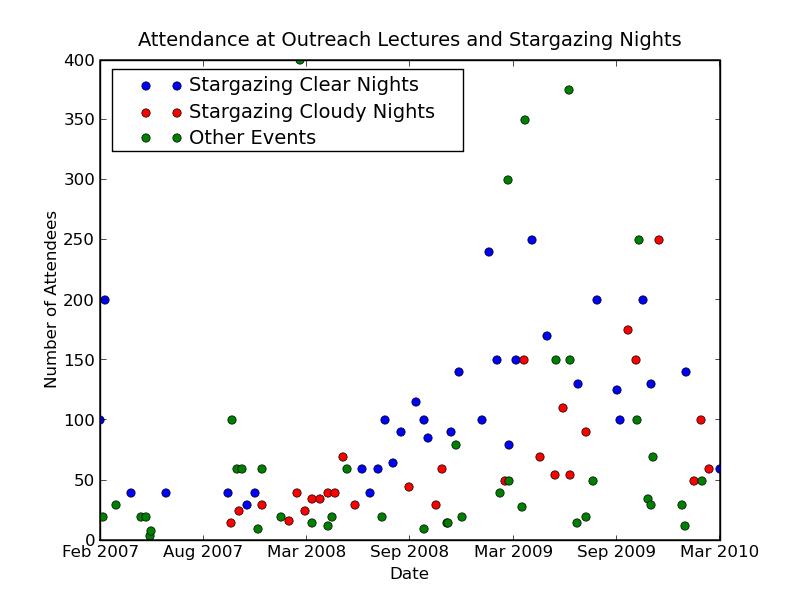 Attendance at Outreach Lectures and Stargazing Nights
400
350
300
250
200
150
100
50
0
Number of Attendees
Stargazing Clear Nights
Stargazing Cloudy Nights
Other Events
Feb 2007 Aug 2007 Mar 2008 Sep 2008 Mar 2009 Sep 2009 Mar 2010
Date